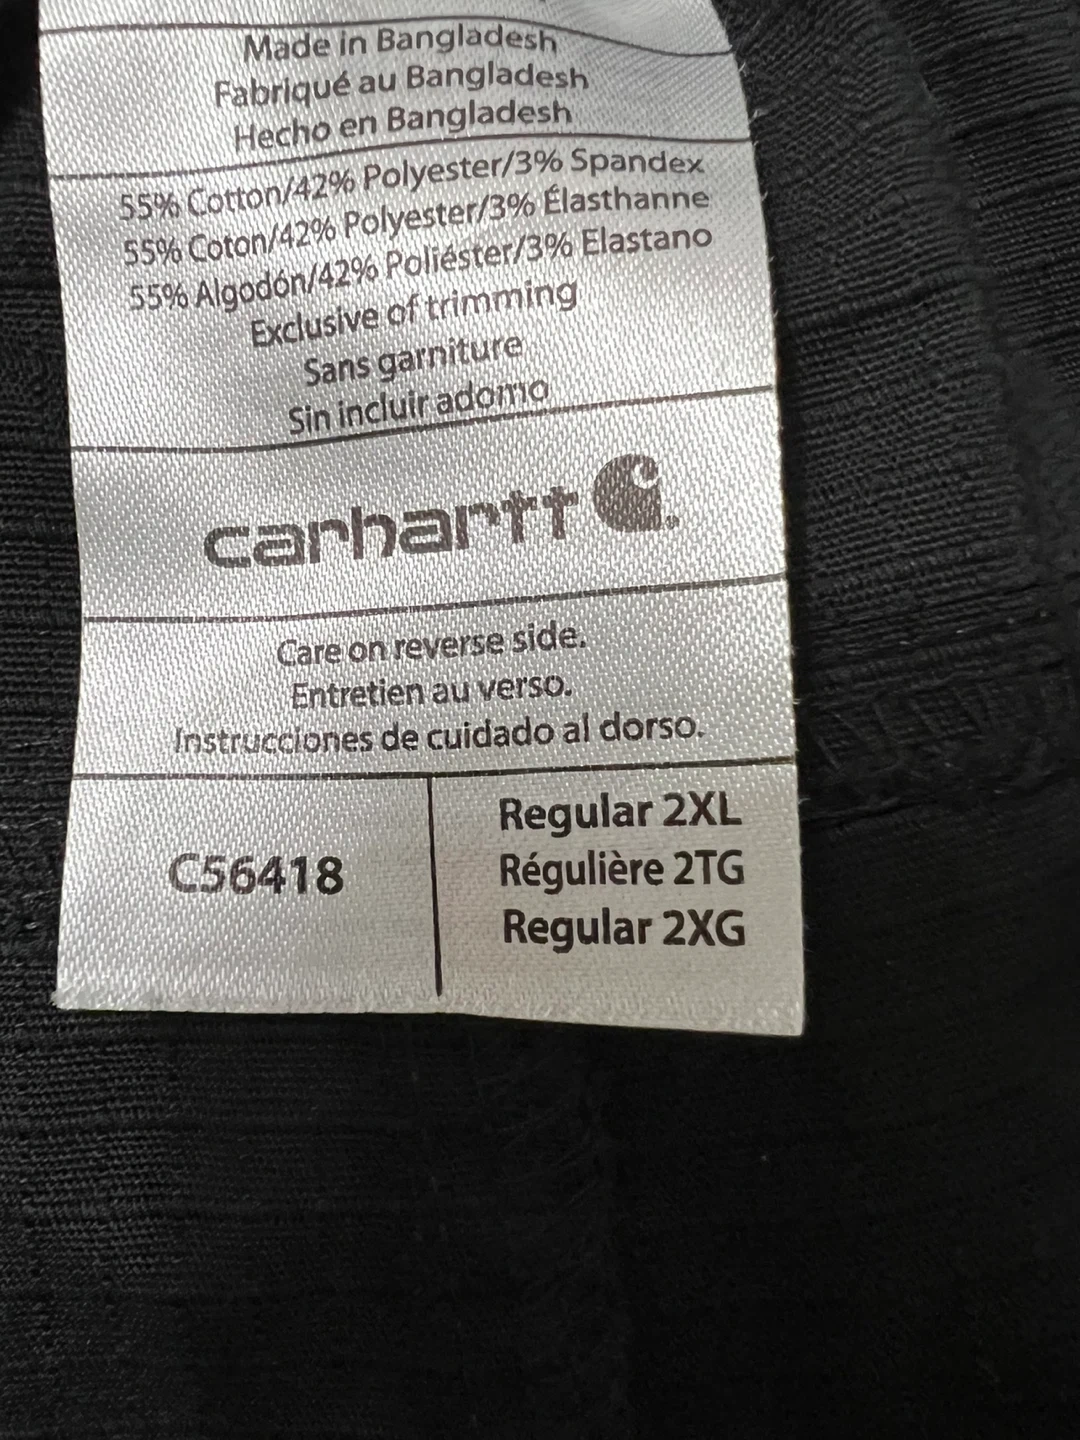 Made in Bangladesh
Fabriqué au Bangladesh
Hecho en Bangladesh
55% Cotton/42% Polyester/3% Spandex
55% Coton/42% Polyester/3% Élasthanne
55% Algodón/42% Poliéster/3% Elastano
Exclusive of trimming
Sans garniture
Sin incluir adorno
carhartt
Care on reverse side.
Entretien au verso.
Instrucciones de cuidado al dorso.
C56418
Regular 2XL
Régulière 2TG
Regular 2XG